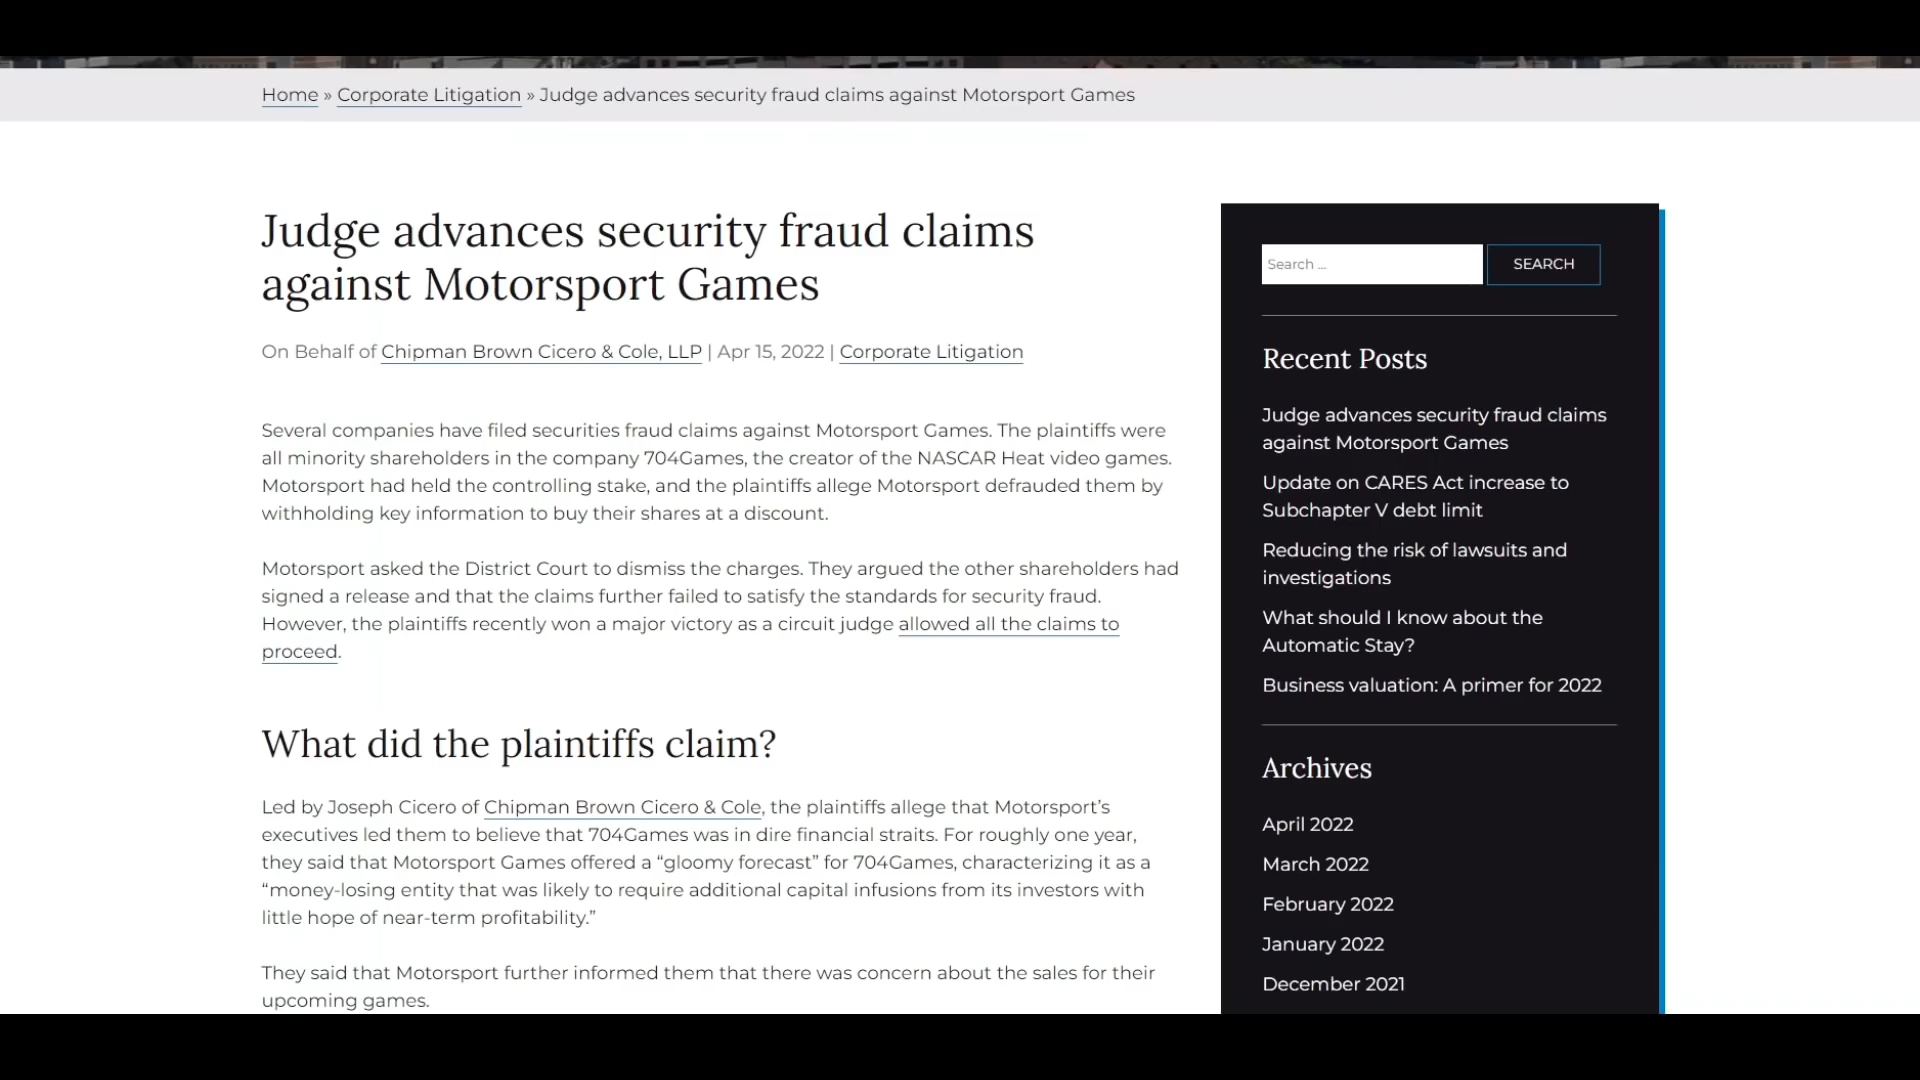 Home » Corporate Litigation » Judge advances security fraud claims against Motorsport Games
Judge advances security fraud claims
against Motorsport Games
On Behalf of Chipman Brown Cicero & Cole, LLP | Apr 15, 2022 | Corporate Litigation
Several companies have filed securities fraud claims against Motorsport Games. The plaintiffs were
all minority shareholders in the company 704Games, the creator of the NASCAR Heat video games.
Motorsport had held the controlling stake, and the plaintiffs allege Motorsport defrauded them by
withholding key information to buy their shares at a discount.
Motorsport asked the District Court to dismiss the charges. They argued the other shareholders had
signed a release and that the claims further failed to satisfy the standards for security fraud.
However, the plaintiffs recently won a major victory as a circuit judge allowed all the claims to
proceed.
What did the plaintiffs claim?
Led by Joseph Cicero of Chipman Brown Cicero & Cole, the plaintiffs allege that Motorsport’s
executives led them to believe that 704Games was in dire financial straits. For roughly one year,
they said that Motorsport Games offered a “gloomy forecast” for 704Games, characterizing it as a
“money-losing entity that was likely to require additional capital infusions from its investors with
little hope of near-term profitability.”
They said that Motorsport further informed them that there was concern about the sales for their
upcoming games.
Search ...
SEARCH
Recent Posts
Judge advances security fraud claims
against Motorsport Games
Update on CARES Act increase to
Subchapter V debt limit
Reducing the risk of lawsuits and
investigations
What should I know about the
Automatic Stay?
Business valuation: A primer for 2022
Archives
April 2022
March 2022
February 2022
January 2022
December 2021